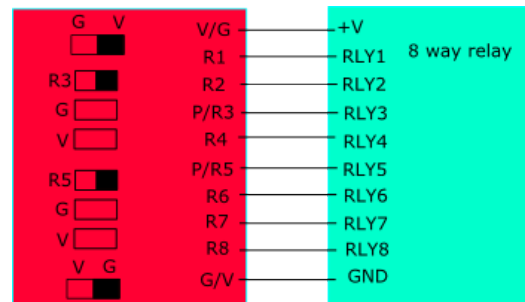 G V
V/G +V
R1 RLY1 8 way relay
R3 R2 RLY2
G P/R3 RLY3
V R4 RLY4
R5 P/R5 RLY5
G R6 RLY6
R7 RLY7
V R8 RLY8
V G G/V GND